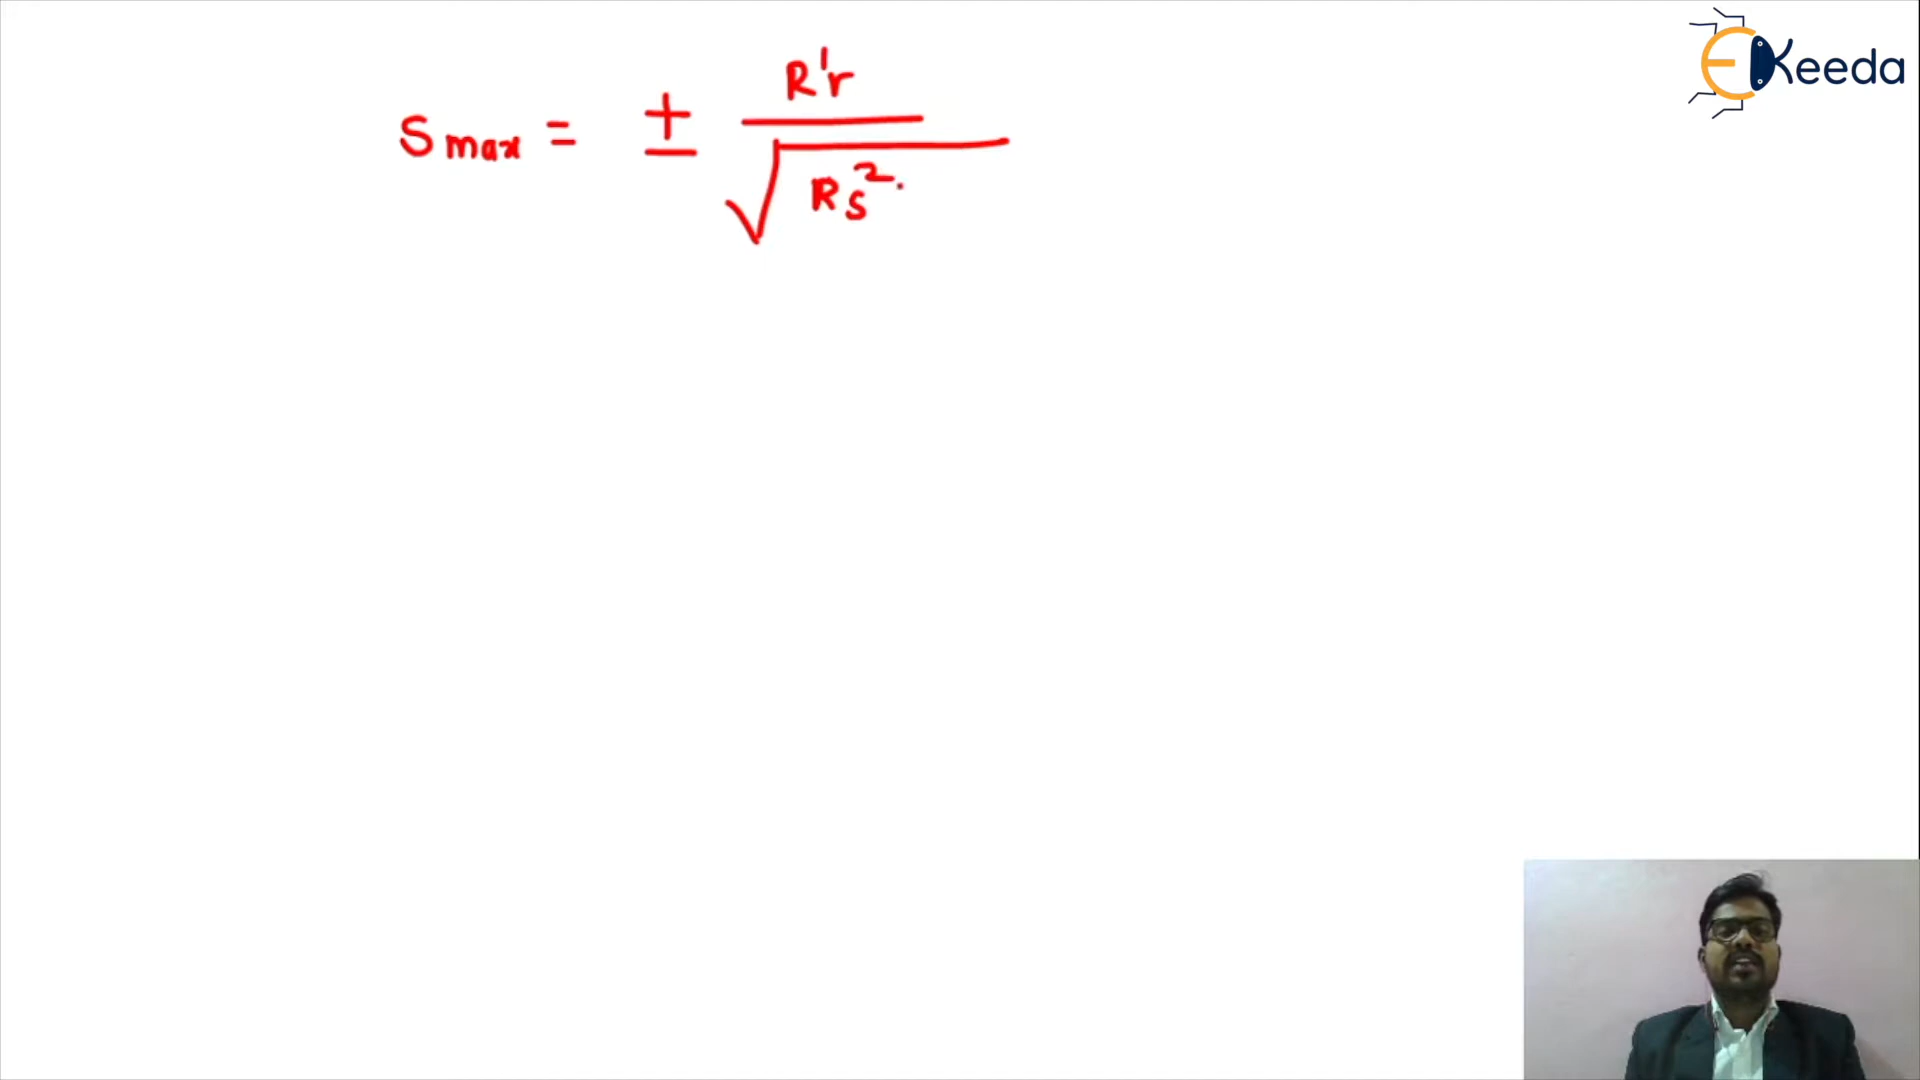 EKeeda
Smax = ± R'r
√Rs².